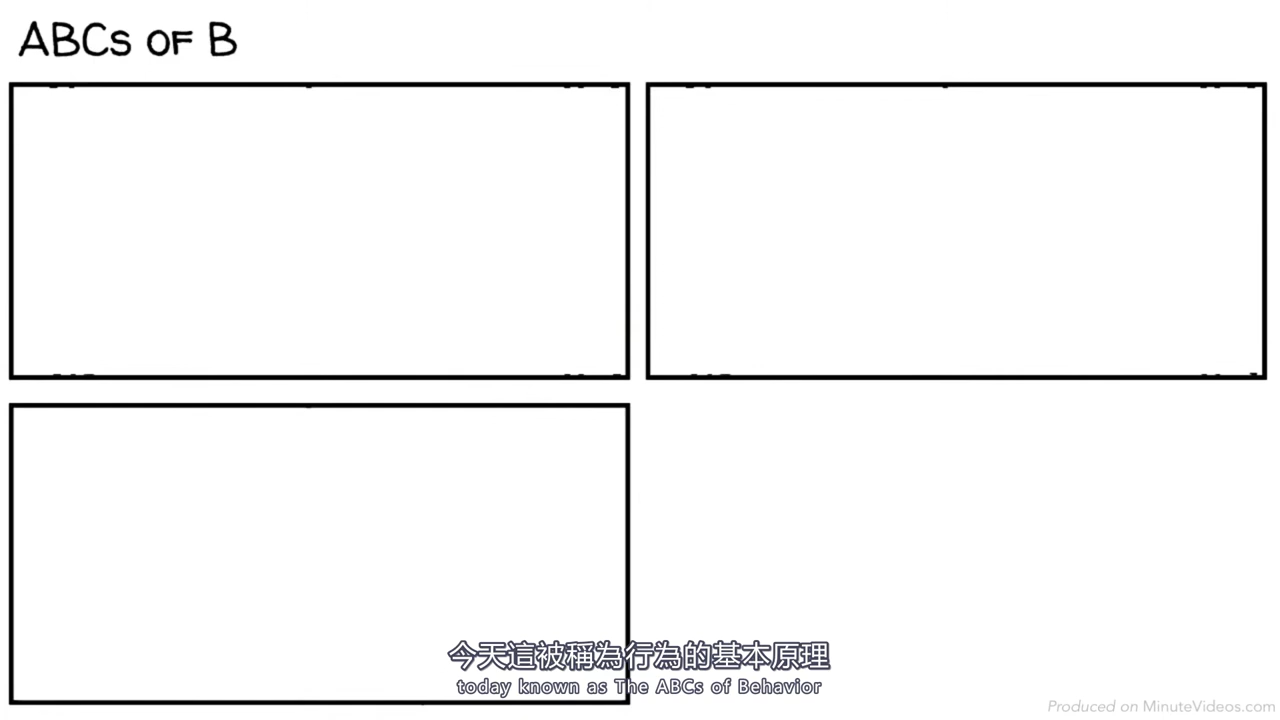 ABCs OF B
今天這被稱為行為的基本原理
today known as The ABCs of Behavior
Produced on MinuteVideos.com